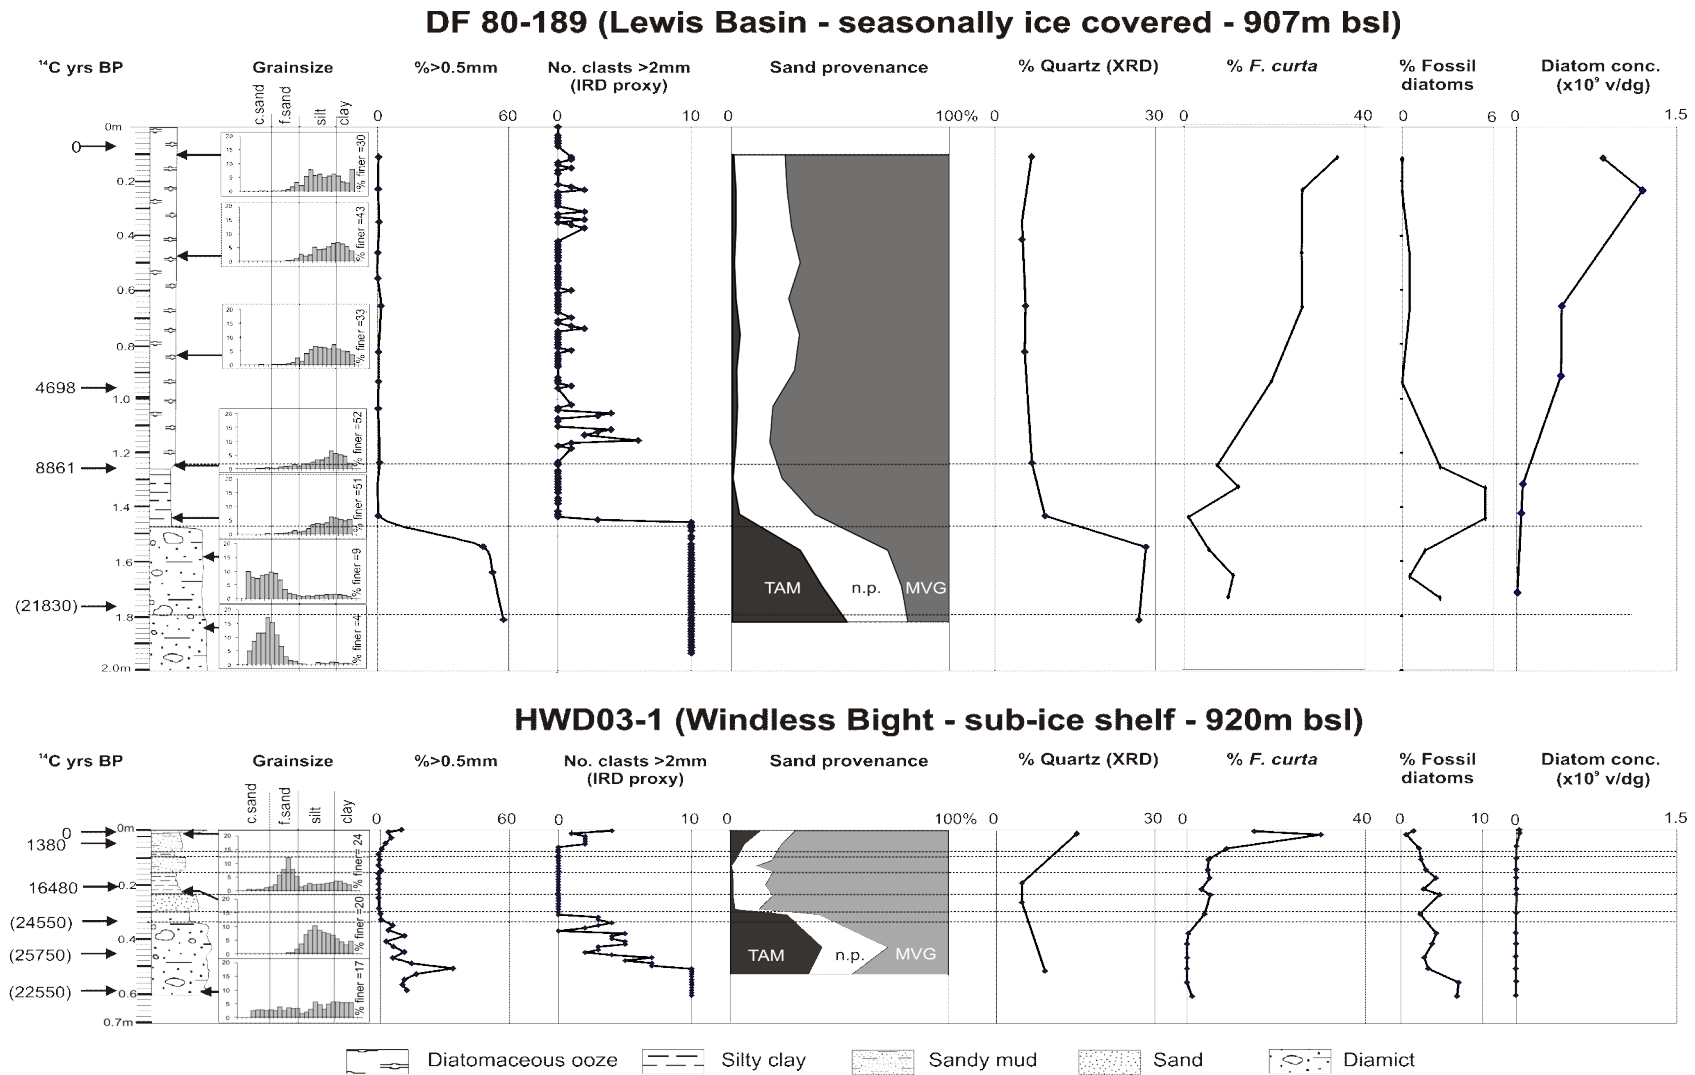 DF 80-189 (Lewis Basin - seasonally ice covered - 907m bsl)
¹⁴C yrs BP
Grainsize
%>0.5mm
No. clasts >2mm
(IRD proxy)
Sand provenance
% Quartz (XRD)
% F. curta
% Fossil
diatoms
Diatom conc.
(x10⁹ v/dg)
c.sand
f.sand
silt
clay
0 60
0 10
0 100%
0 30
0 40
0 6
0 1.5
0m
0.2
0.4
0.6
0.8
1.0
1.2
1.4
1.6
1.8
2.0m
0
4698
8861
(21830)
% finer =30
% finer =43
% finer =33
% finer =52
% finer =51
% finer =9
% finer =4
TAM
n.p.
MVG
HWD03-1 (Windless Bight - sub-ice shelf - 920m bsl)
¹⁴C yrs BP
Grainsize
%>0.5mm
No. clasts >2mm
(IRD proxy)
Sand provenance
% Quartz (XRD)
% F. curta
% Fossil
diatoms
Diatom conc.
(x10⁹ v/dg)
c.sand
f.sand
silt
clay
0 60
0 10
0 100%
0 30
0 40
0 10
0 1.5
0m
0.2
0.4
0.6
0.7m
0
1380
16480
(24550)
(25750)
(22550)
% finer= 24
% finer =20
% finer =17
TAM
n.p.
MVG
Diatomaceous ooze
Silty clay
Sandy mud
Sand
Diamict